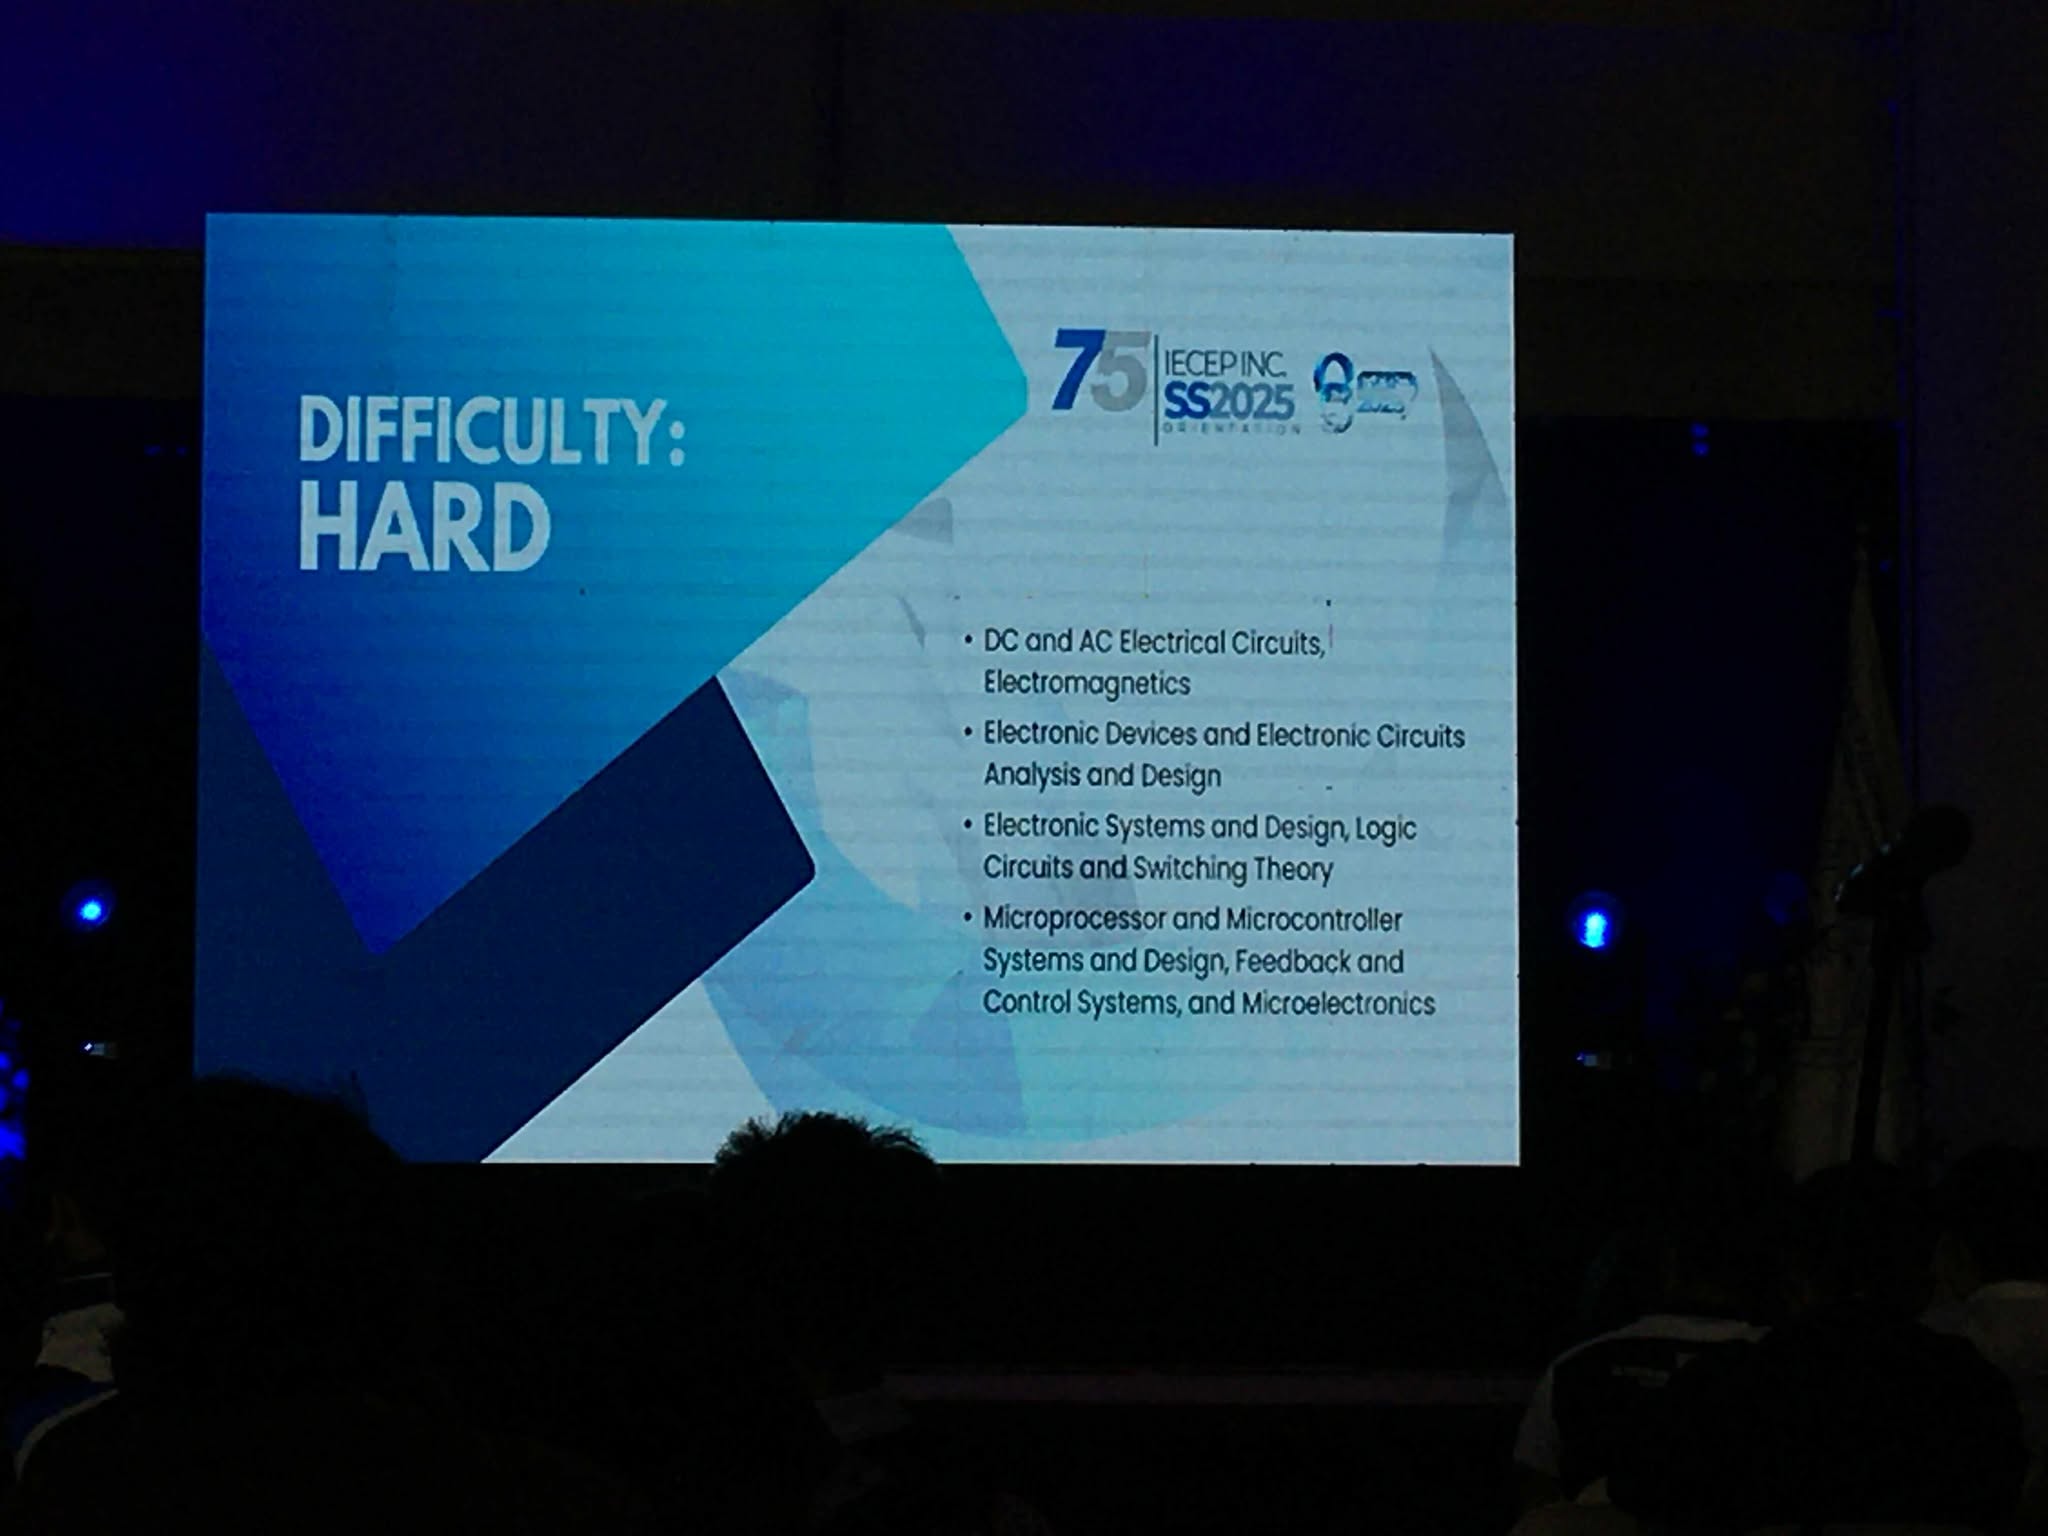 DIFFICULTY:
HARD
75
IECEP INC.
SS2025
ORIENTATION
2025
• DC and AC Electrical Circuits,
Electromagnetics
• Electronic Devices and Electronic Circuits
Analysis and Design
• Electronic Systems and Design, Logic
Circuits and Switching Theory
• Microprocessor and Microcontroller
Systems and Design, Feedback and
Control Systems, and Microelectronics